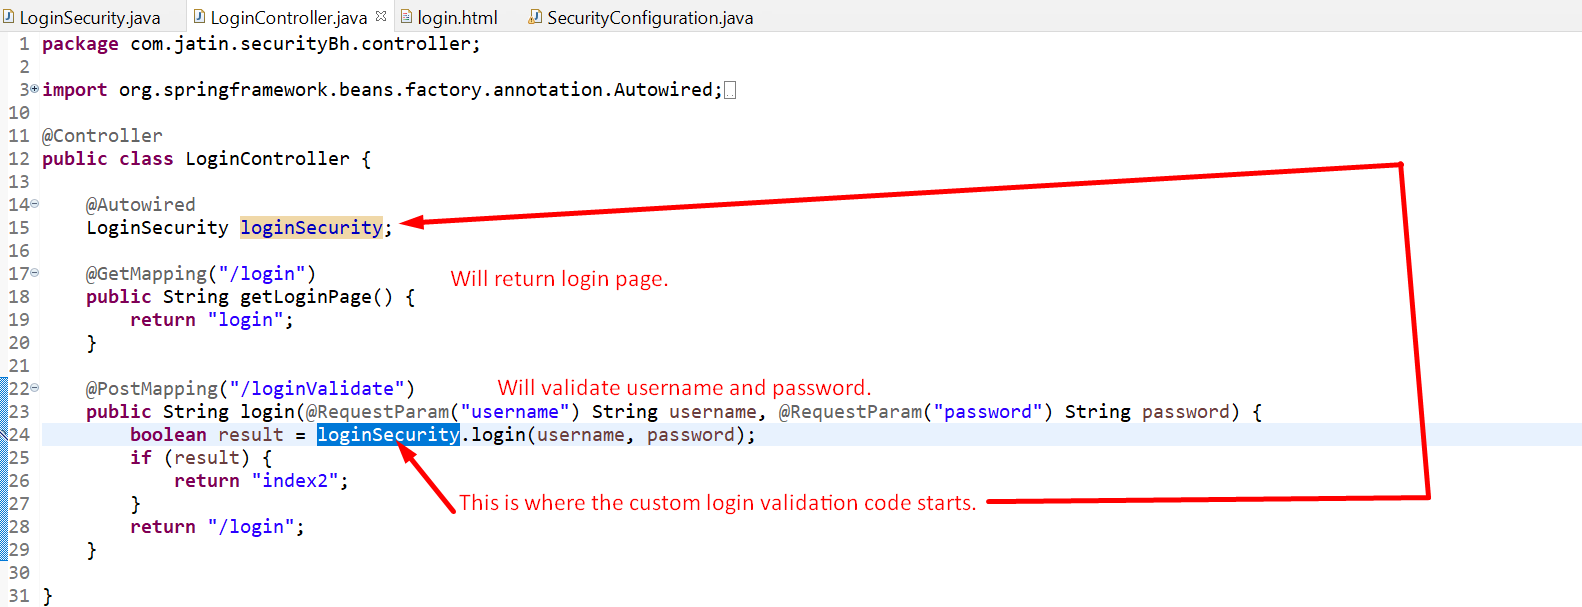 LoginSecurity.java LoginController.java login.html SecurityConfiguration.java
1 package com.jatin.securityBh.controller;
2
3 import org.springframework.beans.factory.annotation.Autowired;
10
11 @Controller
12 public class LoginController {
13
14 @Autowired
15 LoginSecurity loginSecurity;
16
17 @GetMapping("/login")
Will return login page.
18 public String getLoginPage() {
19 return "login";
20 }
21
22 @PostMapping("/loginValidate")
Will validate username and password.
23 public String login(@RequestParam("username") String username, @RequestParam("password") String password) {
24 boolean result = loginSecurity.login(username, password);
25 if (result) {
26 return "index2";
This is where the custom login validation code starts.
27 }
28 return "/login";
29 }
30
31 }